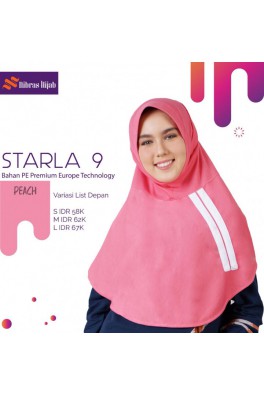 Nibras Hijab
STARLA 9
Bahan PE Premium Europe Technology
PEACH
Variasi List Depan
S IDR 58K
M IDR 62K
L IDR 67K